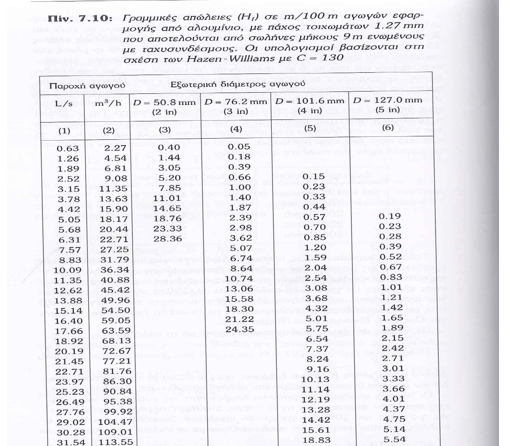 Πίν. 7.10: Γραμμικές απώλειες (H_f) σε m/100 m αγωγών εφαρ-
μογής από αλουμίνιο, με πάχος τοιχωμάτων 1.27 mm
που αποτελούνται από σωλήνες μήκους 9 m ενωμένους
με ταχυσυνδέσμους. Οι υπολογισμοί βασίζονται στη
σχέση των Hazen-Williams με C = 130
Παροχή αγωγού Εξωτερική διάμετρος αγωγού
L/s m³/h D = 50.8 mm D = 76.2 mm D = 101.6 mm D = 127.0 mm
(2 in) (3 in) (4 in) (5 in)
(1) (2) (3) (4) (5) (6)
0.63 2.27 0.40 0.05
1.26 4.54 1.44 0.18
1.89 6.81 3.05 0.39
2.52 9.08 5.20 0.66 0.15
3.15 11.35 7.85 1.00 0.23
3.78 13.63 11.01 1.40 0.33
4.42 15.90 14.65 1.87 0.44
5.05 18.17 18.76 2.39 0.57 0.19
5.68 20.44 23.33 2.98 0.70 0.23
6.31 22.71 28.36 3.62 0.85 0.28
7.57 27.25 5.07 1.20 0.39
8.83 31.79 6.74 1.59 0.52
10.09 36.34 8.64 2.04 0.67
11.35 40.88 10.74 2.54 0.83
12.62 45.42 13.06 3.08 1.01
13.88 49.96 15.58 3.68 1.21
15.14 54.50 18.30 4.32 1.42
16.40 59.05 21.22 5.01 1.65
17.66 63.59 24.35 5.75 1.89
18.92 68.13 6.54 2.15
20.19 72.67 7.37 2.42
21.45 77.21 8.24 2.71
22.71 81.76 9.16 3.01
23.97 86.30 10.13 3.33
25.23 90.84 11.14 3.66
26.49 95.38 12.19 4.01
27.76 99.92 13.28 4.37
29.02 104.47 14.42 4.75
30.28 109.01 15.61 5.14
31.54 113.55 18.83 5.54